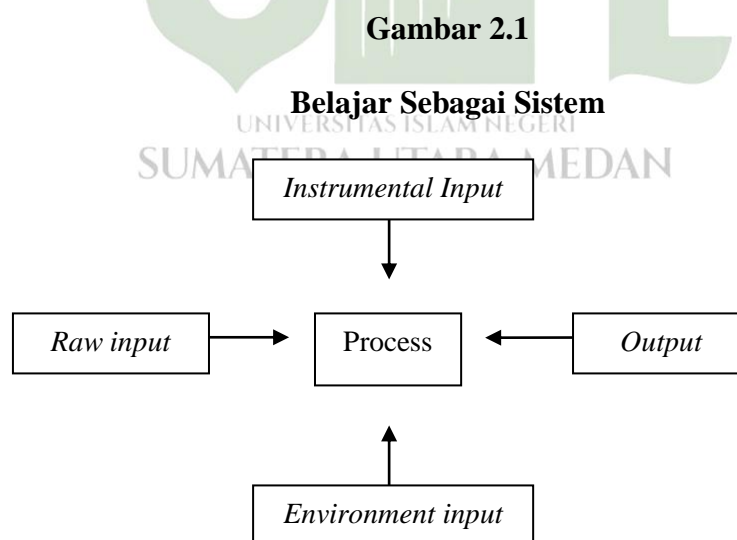 Gambar 2.1
Belajar Sebagai Sistem
UNIVERSITAS ISLAM NEGERI
SUMATERA UTARA MEDAN
Instrumental Input
Raw input
Process
Output
Environment input